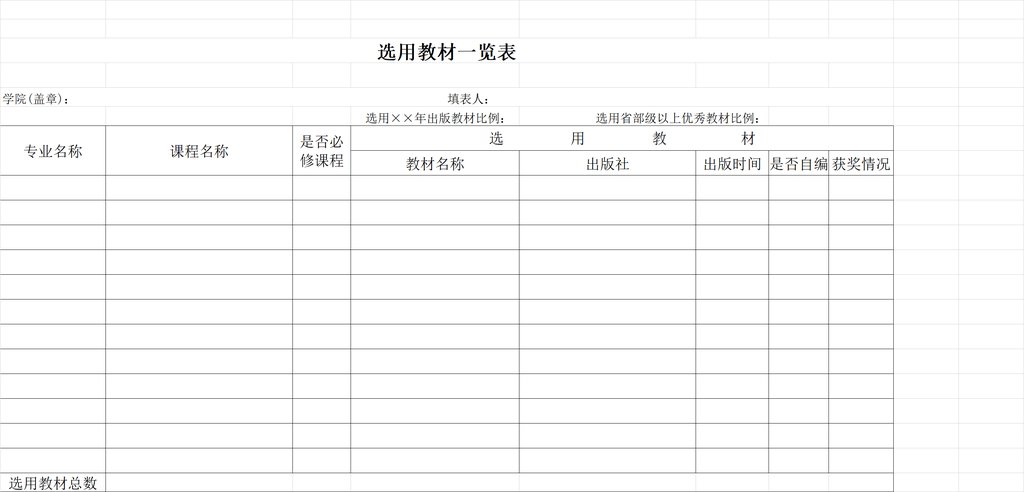 选用教材一览表
学院(盖章): 填表人:
选用××年出版教材比例: 选用省部级以上优秀教材比例:
专业名称 课程名称 是否必修课程 选用教材
教材名称 出版社 出版时间 是否自编 获奖情况
选用教材总数